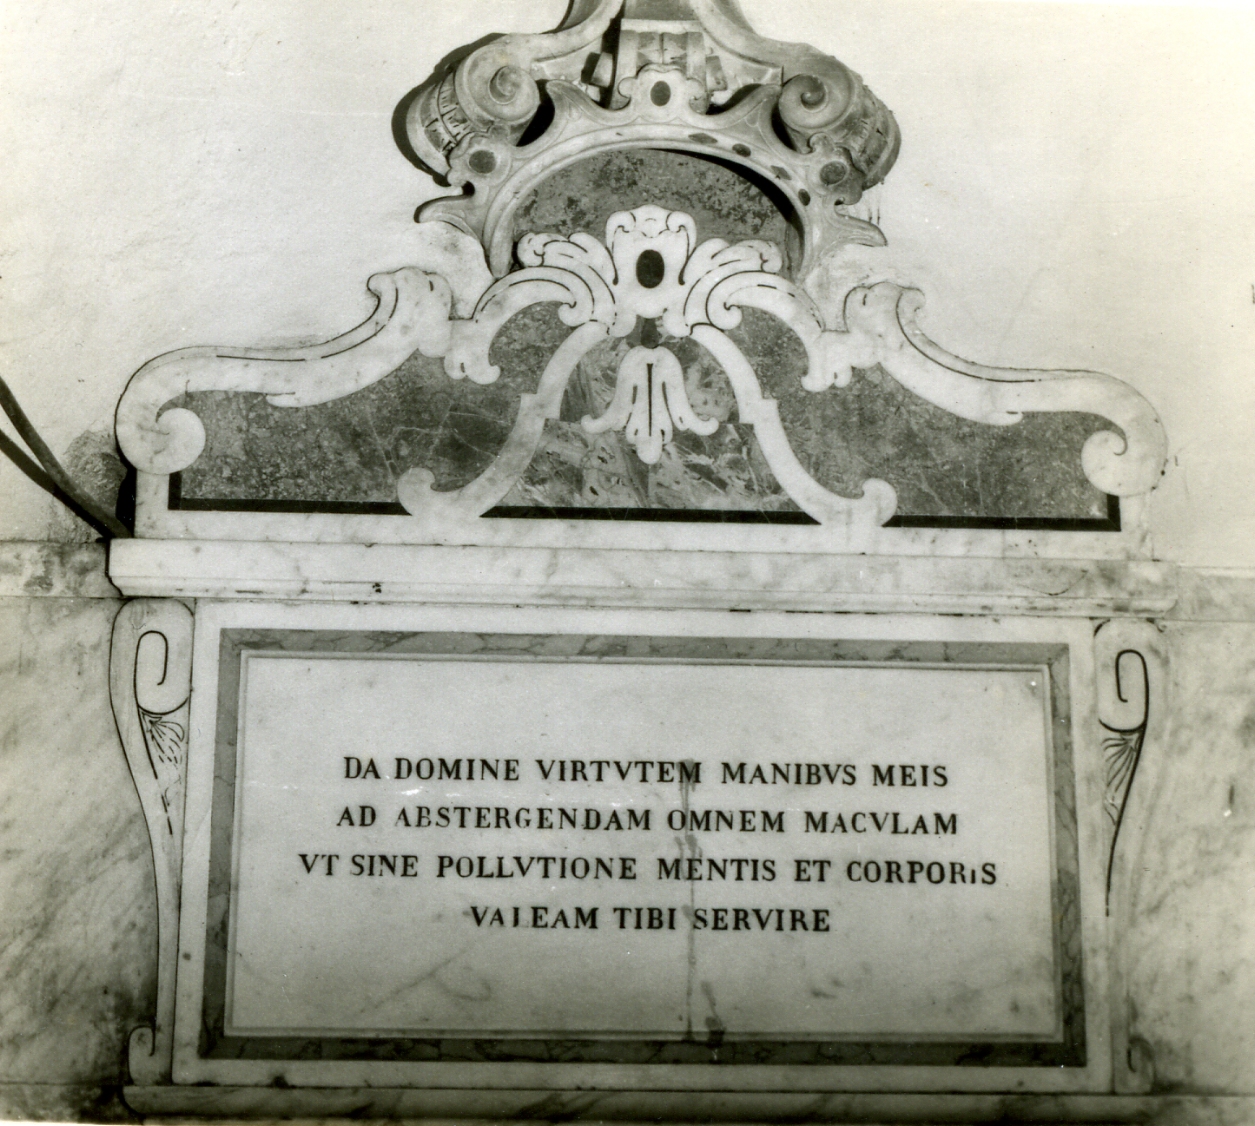 DA DOMINE VIRTVTEM MANIBVS MEIS
AD ABSTERGENDAM OMNEM MACVLAM
VT SINE POLLVTIONE MENTIS ET CORPORIS
VALEAM TIBI SERVIRE